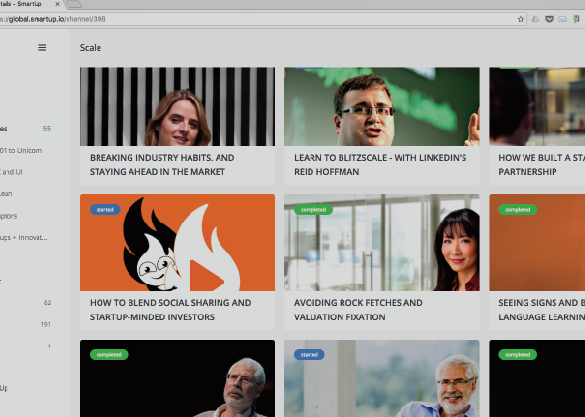 tails - Smartup
s://global.smartup.io/channel/398
Scale
es 55
01 to Unicorn
and UI
Lean
aptors
ups + Innovat...
62
191
1
BREAKING INDUSTRY HABITS, AND
STAYING AHEAD IN THE MARKET
LEARN TO BLITZSCALE - WITH LINKEDIN'S
REID HOFFMAN
HOW WE BUILT A STA
PARTNERSHIP
started
HOW TO BLEND SOCIAL SHARING AND
STARTUP-MINDED INVESTORS
completed
AVOIDING ROCK FETCHES AND
VALUATION FIXATION
completed
SEEING SIGNS AND B
LANGUAGE LEARNIN
completed
started
completed